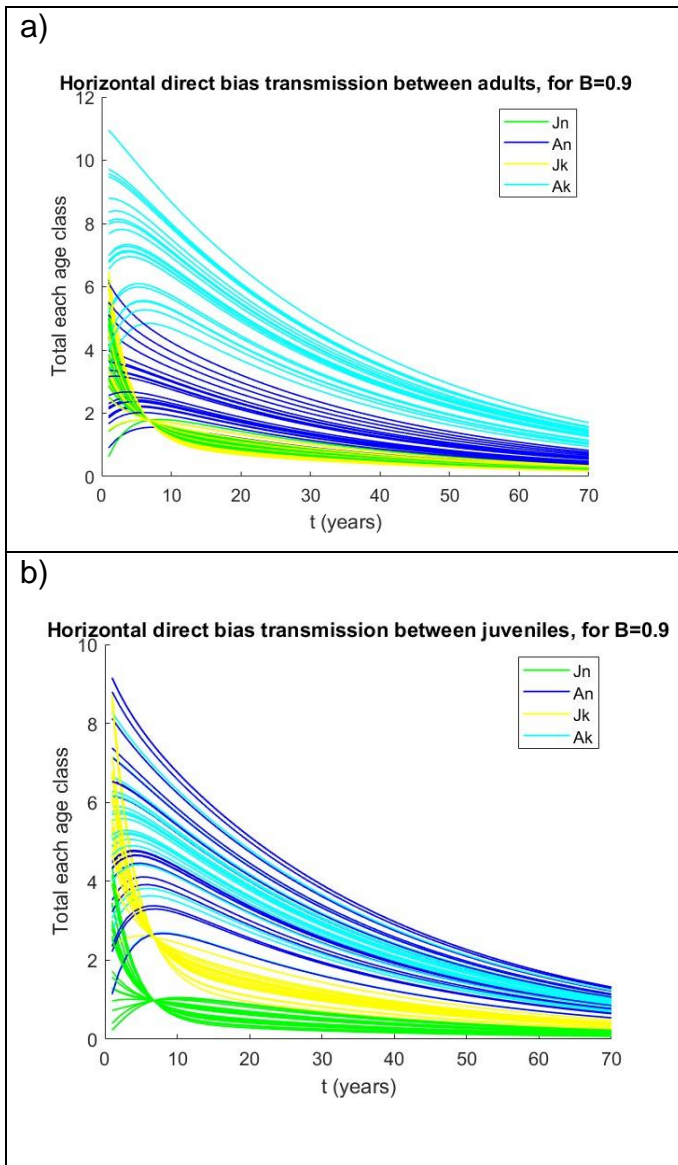 a)
Horizontal direct bias transmission between adults, for B=0.9
12
10
8
6
4
2
0
Total each age class
Jn
An
Jk
Ak
0 10 20 30 40 50 60 70
t (years)
b)
Horizontal direct bias transmission between juveniles, for B=0.9
10
8
6
4
2
0
Total each age class
Jn
An
Jk
Ak
0 10 20 30 40 50 60 70
t (years)